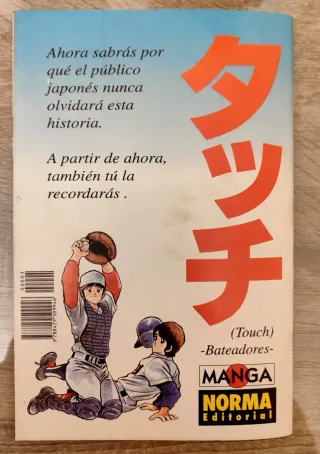 Ahora sabrás por
qué el público
japonés nunca
olvidará esta
historia.
A partir de ahora,
también tú la
recordarás .
タッチ
(Touch)
-Bateadores-
MANGA
NORMA
Editorial